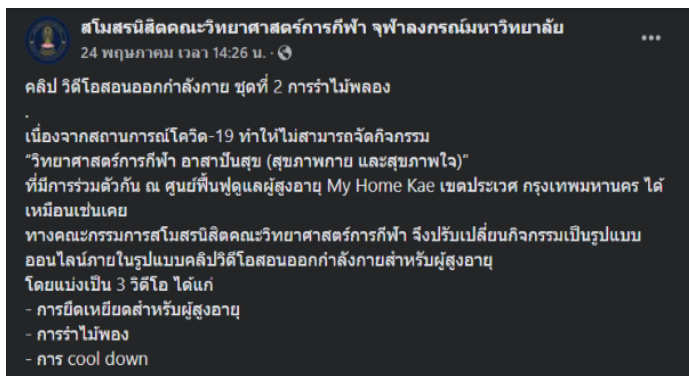 สโมสรนิสิตคณะวิทยาศาสตร์การกีฬา จุฬาลงกรณ์มหาวิทยาลัย
24 พฤษภาคม เวลา 14:26 น. ·
คลิป วิดีโอสอนออกกำลังกาย ชุดที่ 2 การรำไม้พลอง
.
เนื่องจากสถานการณ์โควิด-19 ทำให้ไม่สามารถจัดกิจกรรม
“วิทยาศาสตร์การกีฬา อาสาปันสุข (สุขภาพกาย และสุขภาพใจ)”
ที่มีการร่วมตัวกัน ณ ศูนย์ฟื้นฟูดูแลผู้สูงอายุ My Home Kae เขตประเวศ กรุงเทพมหานคร ได้
เหมือนเช่นเคย
ทางคณะกรรมการสโมสรนิสิตคณะวิทยาศาสตร์การกีฬา จึงปรับเปลี่ยนกิจกรรมเป็นรูปแบบ
ออนไลน์ภายในรูปแบบคลิปวิดีโอสอนออกกำลังกายสำหรับผู้สูงอายุ
โดยแบ่งเป็น 3 วิดีโอ ได้แก่
- การยืดเหยียดสำหรับผู้สูงอายุ
- การรำไม้พอง
- การ cool down